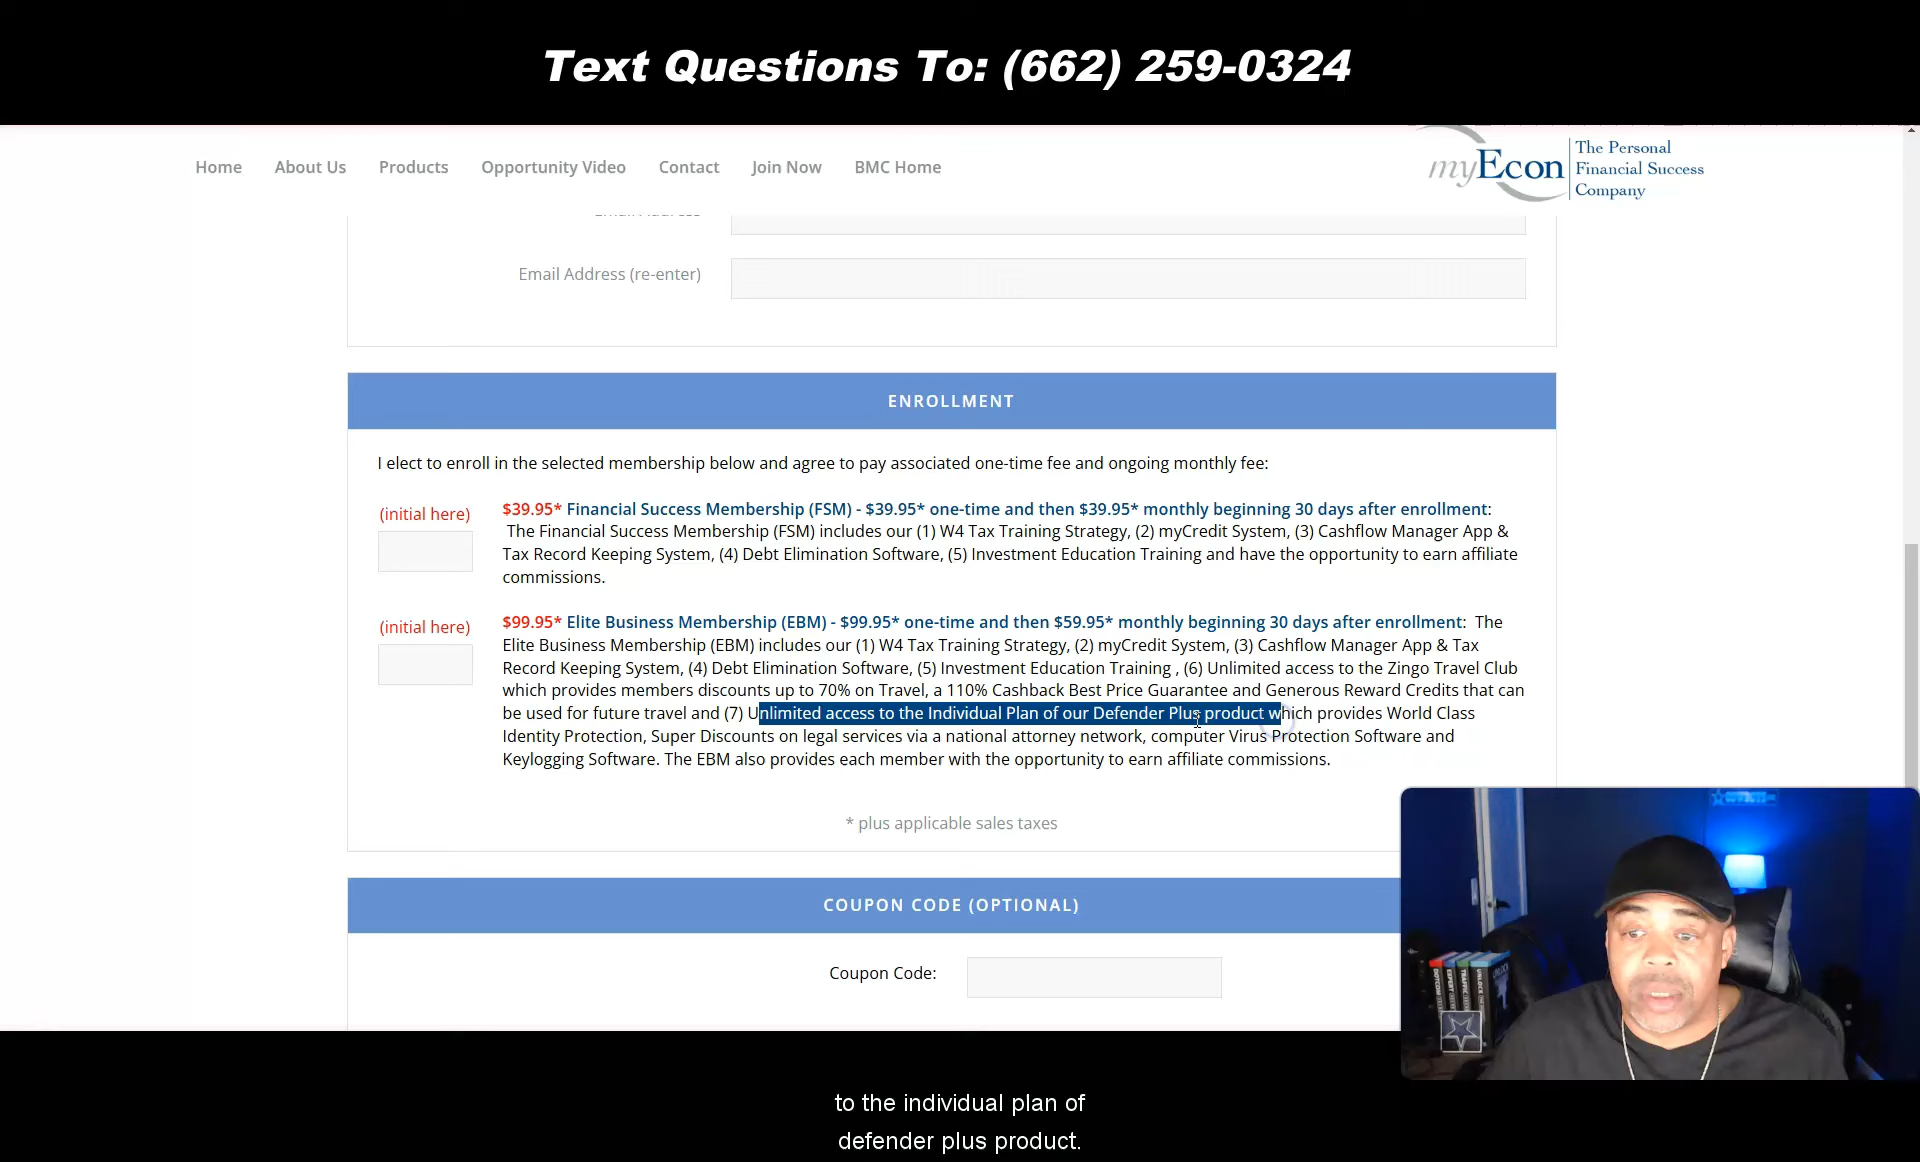 Text Questions To: (662) 259-0324
Home About Us Products Opportunity Video Contact Join Now BMC Home
myEcon
The Personal
Financial Success
Company
Email Address
Email Address (re-enter)
ENROLLMENT
I elect to enroll in the selected membership below and agree to pay associated one-time fee and ongoing monthly fee:
(initial here)
$39.95* Financial Success Membership (FSM) - $39.95* one-time and then $39.95* monthly beginning 30 days after enrollment:
The Financial Success Membership (FSM) includes our (1) W4 Tax Training Strategy, (2) myCredit System, (3) Cashflow Manager App &
Tax Record Keeping System, (4) Debt Elimination Software, (5) Investment Education Training and have the opportunity to earn affiliate
commissions.
(initial here)
$99.95* Elite Business Membership (EBM) - $99.95* one-time and then $59.95* monthly beginning 30 days after enrollment: The
Elite Business Membership (EBM) includes our (1) W4 Tax Training Strategy, (2) myCredit System, (3) Cashflow Manager App & Tax
Record Keeping System, (4) Debt Elimination Software, (5) Investment Education Training , (6) Unlimited access to the Zingo Travel Club
which provides members discounts up to 70% on Travel, a 110% Cashback Best Price Guarantee and Generous Reward Credits that can
be used for future travel and (7) Unlimited access to the Individual Plan of our Defender Plus product which provides World Class
Identity Protection, Super Discounts on legal services via a national attorney network, computer Virus Protection Software and
Keylogging Software. The EBM also provides each member with the opportunity to earn affiliate commissions.
* plus applicable sales taxes
COUPON CODE (OPTIONAL)
Coupon Code:
to the individual plan of
defender plus product.